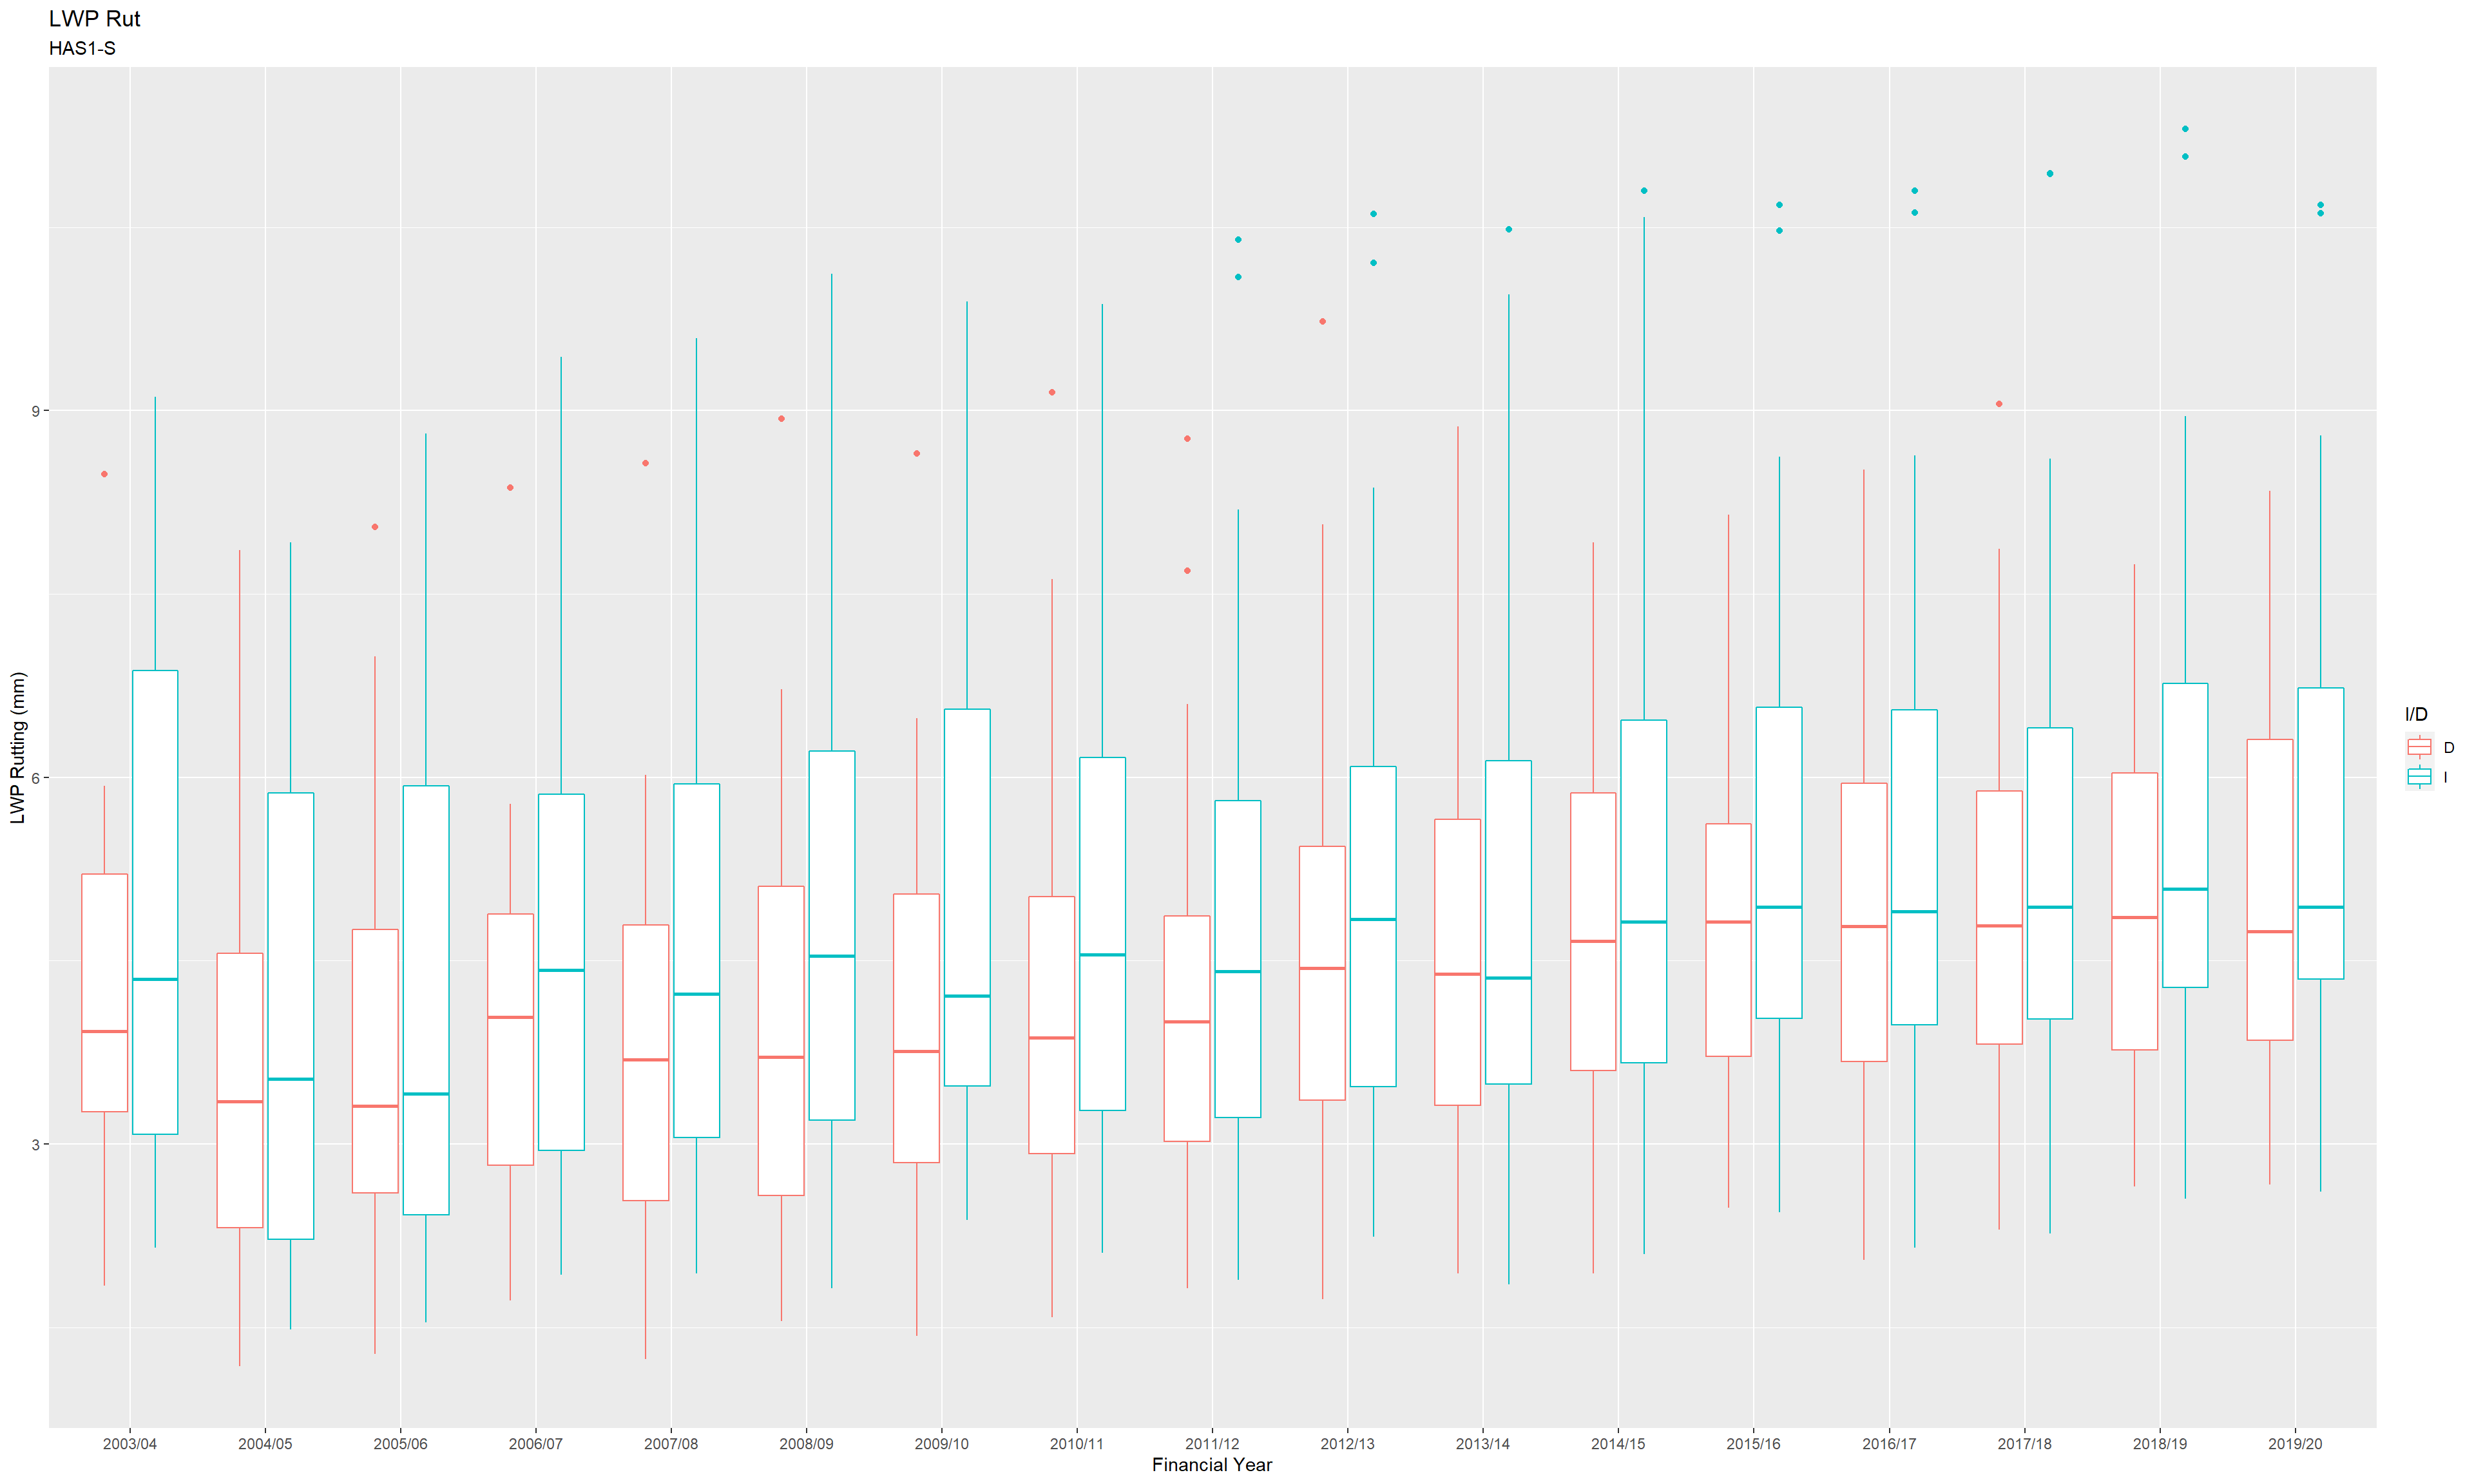 LWP Rut
HAS1-S
LWP Rutting (mm)
9
6
3
2003/04 2004/05 2005/06 2006/07 2007/08 2008/09 2009/10 2010/11 2011/12 2012/13 2013/14 2014/15 2015/16 2016/17 2017/18 2018/19 2019/20
Financial Year
I/D
D
I